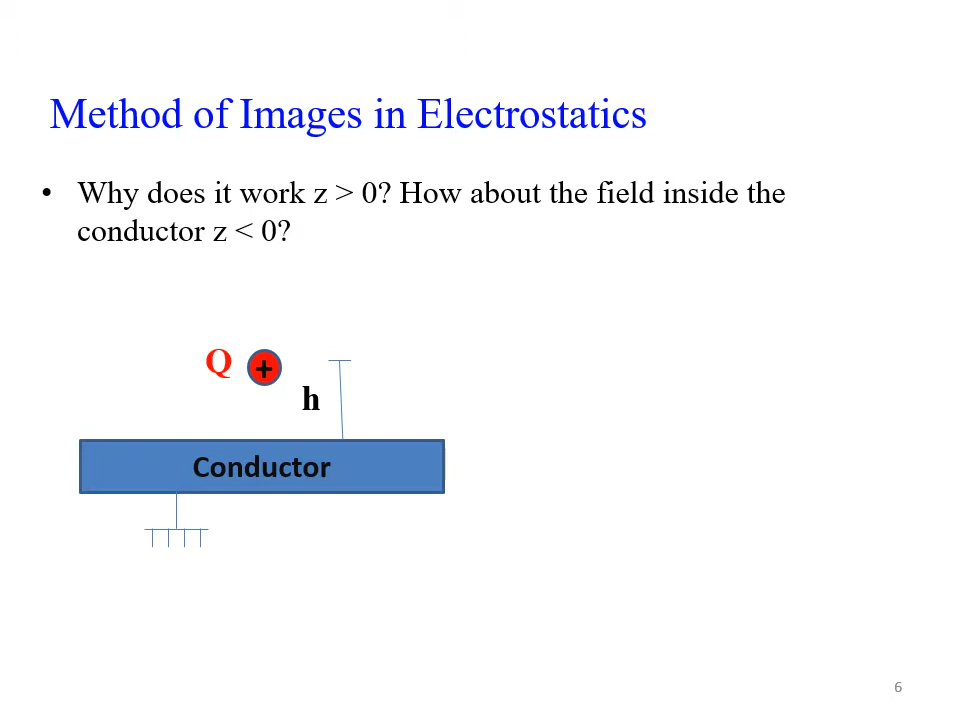 Method of Images in Electrostatics
• Why does it work z > 0? How about the field inside the
conductor z < 0?
Q
+
h
Conductor
6